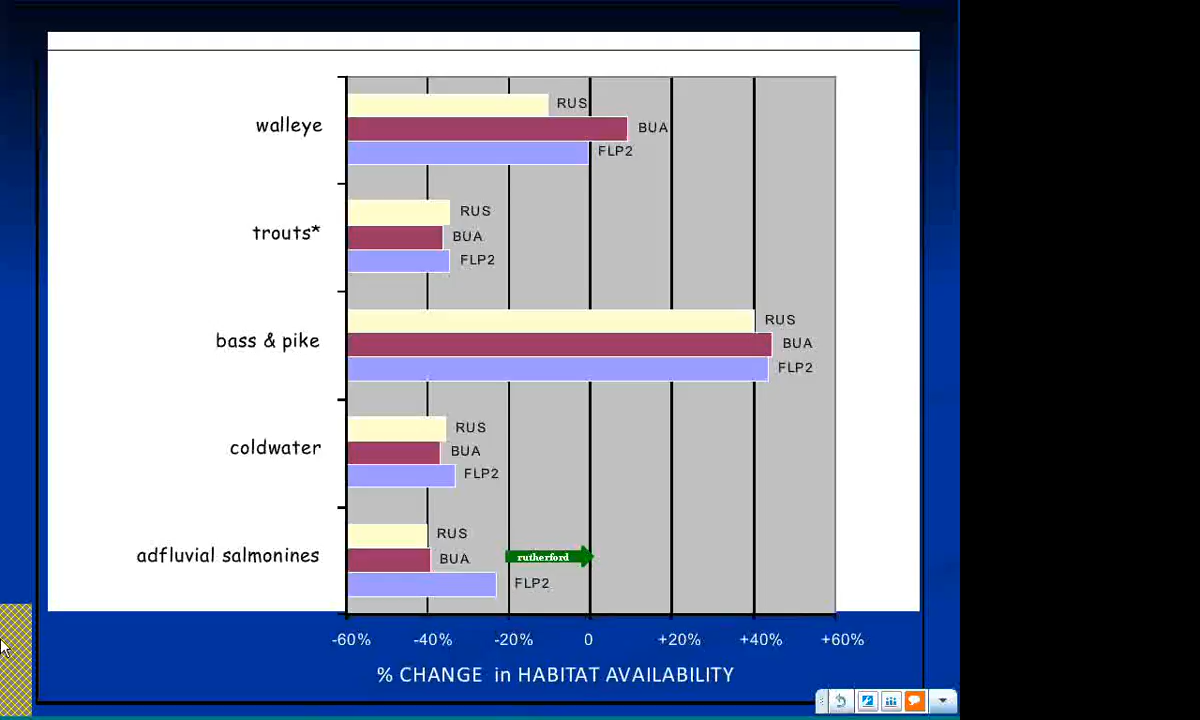 RUS
walleye
BUA
FLP2
RUS
trouts*
BUA
FLP2
RUS
bass & pike
BUA
FLP2
RUS
coldwater
BUA
FLP2
RUS
adfluvial salmonines
BUA
rutherford
FLP2
-60% -40% -20% 0 +20% +40% +60%
% CHANGE in HABITAT AVAILABILITY